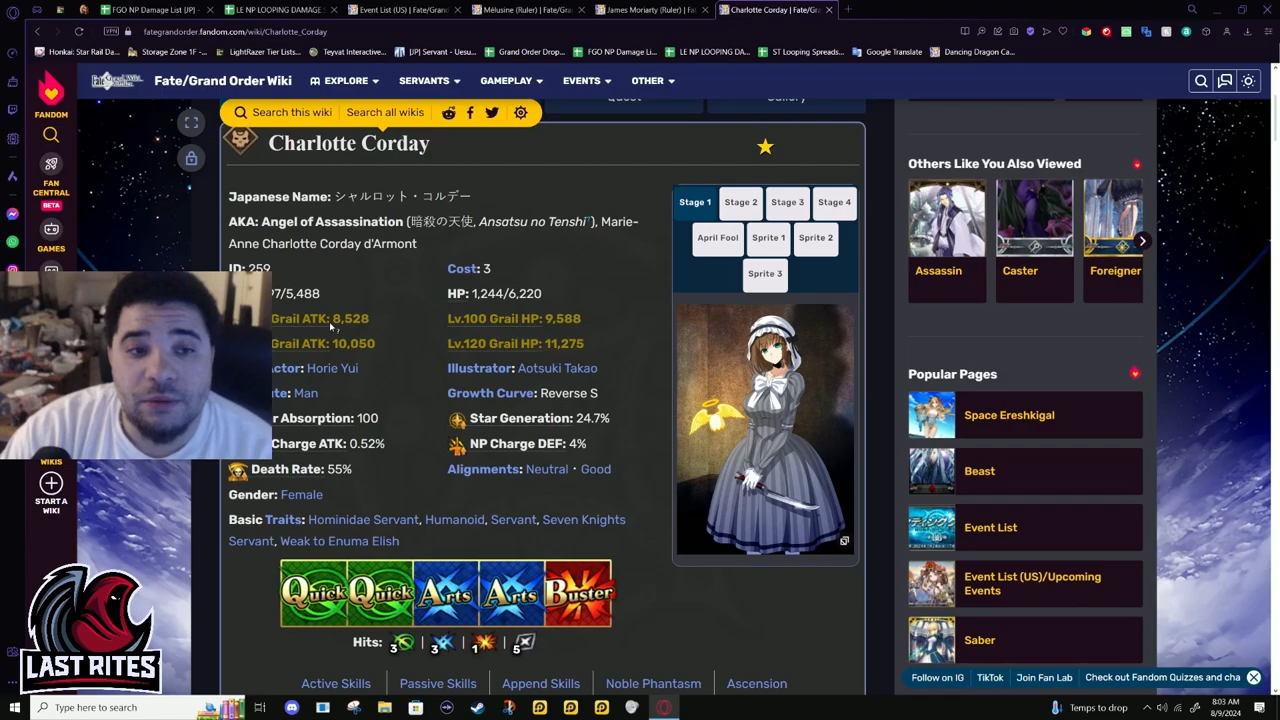 FGO NP Damage List [JP] -
LE NP LOOPING DAMAGE
Event List (US) | Fate/Grand
Mélusine (Ruler) | Fate/Gran
James Moriarty (Ruler) | Fat
Charlotte Corday | Fate/Gra
VPN
fategrandorder.fandom.com/wiki/Charlotte_Corday
Honkai: Star Rail Da...
Storage Zone 1F -...
LightRazer Tier Lists...
Teyvat Interactive...
[JP] Servant - Uesu...
Grand Order Drop...
FGO NP Damage Li...
LE NP LOOPING DA...
ST Looping Spreads...
Google Translate
Dancing Dragon Ca...
Fate/Grand Order Wiki
EXPLORE
SERVANTS
GAMEPLAY
EVENTS
OTHER
FANDOM
FAN CENTRAL
BETA
GAMES
WIKIS
START A WIKI
Search this wiki
Search all wikis
Quest
Gallery
Charlotte Corday
Japanese Name: シャルロット・コルデー
AKA: Angel of Assassination (暗殺の天使, Ansatsu no Tenshi?), Marie-
Anne Charlotte Corday d'Armont
ID: 259
Cost: 3
97/5,488
HP: 1,244/6,220
Grail ATK: 8,528
Lv.100 Grail HP: 9,588
Grail ATK: 10,050
Lv.120 Grail HP: 11,275
Actor: Horie Yui
Illustrator: Aotsuki Takao
te: Man
Growth Curve: Reverse S
r Absorption: 100
Star Generation: 24.7%
Charge ATK: 0.52%
NP Charge DEF: 4%
Death Rate: 55%
Alignments: Neutral・Good
Gender: Female
Basic Traits: Hominidae Servant, Humanoid, Servant, Seven Knights
Servant, Weak to Enuma Elish
Quick Quick Arts Arts Buster
Hits: 3 | 3 | 1 | 5
Active Skills
Passive Skills
Append Skills
Noble Phantasm
Ascension
Stage 1
Stage 2
Stage 3
Stage 4
April Fool
Sprite 1
Sprite 2
Sprite 3
Others Like You Also Viewed
Assassin
Caster
Foreigner
Popular Pages
Space Ereshkigal
Beast
Event List
Event List (US)/Upcoming
Events
Saber
Follow on IG
TikTok
Join Fan Lab
Check out Fandom Quizzes and cha
LAST RITES
Type here to search
Temps to drop
8:03 AM
8/9/2024